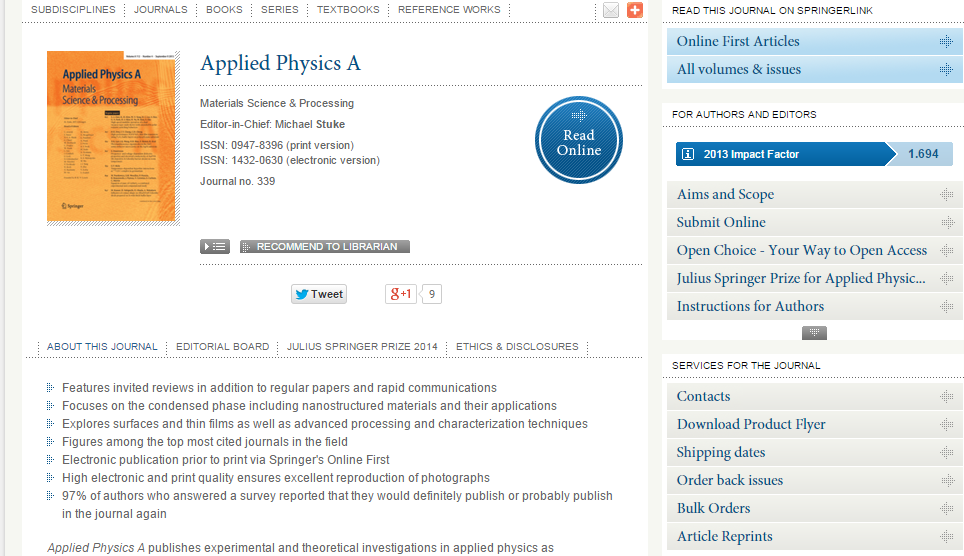 SUBDISCIPLINES JOURNALS BOOKS SERIES TEXTBOOKS REFERENCE WORKS
Applied Physics A
Materials
Science & Processing
Springer
Applied Physics A
Materials Science & Processing
Editor-in-Chief: Michael Stuke
ISSN: 0947-8396 (print version)
ISSN: 1432-0630 (electronic version)
Journal no. 339
Read
Online
RECOMMEND TO LIBRARIAN
Tweet
g+1 9
ABOUT THIS JOURNAL EDITORIAL BOARD JULIUS SPRINGER PRIZE 2014 ETHICS & DISCLOSURES
Features invited reviews in addition to regular papers and rapid communications
Focuses on the condensed phase including nanostructured materials and their applications
Explores surfaces and thin films as well as advanced processing and characterization techniques
Figures among the top most cited journals in the field
Electronic publication prior to print via Springer's Online First
High electronic and print quality ensures excellent reproduction of photographs
97% of authors who answered a survey reported that they would definitely publish or probably publish
in the journal again
Applied Physics A publishes experimental and theoretical investigations in applied physics as
READ THIS JOURNAL ON SPRINGERLINK
Online First Articles
All volumes & issues
FOR AUTHORS AND EDITORS
2013 Impact Factor 1.694
Aims and Scope
Submit Online
Open Choice - Your Way to Open Access
Julius Springer Prize for Applied Physic...
Instructions for Authors
SERVICES FOR THE JOURNAL
Contacts
Download Product Flyer
Shipping dates
Order back issues
Bulk Orders
Article Reprints